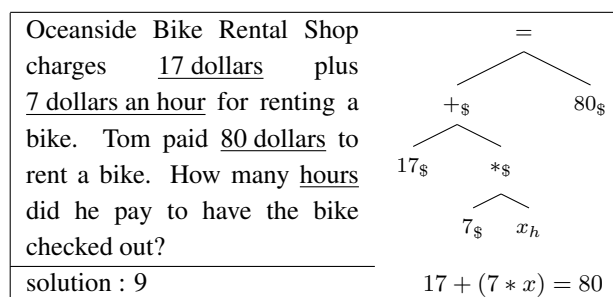 Oceanside Bike Rental Shop
charges 17 dollars plus
7 dollars an hour for renting a
bike. Tom paid 80 dollars to
rent a bike. How many hours
did he pay to have the bike
checked out?
solution : 9
=
+$ 80$
17$ *$
7$ xh
17 + (7 * x) = 80